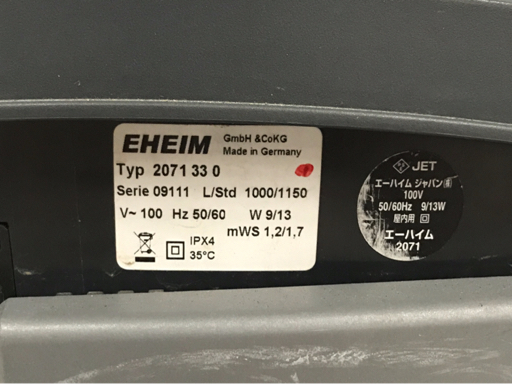 EHEIM GmbH &CoKG
Made in Germany
Typ 2071 33 0
Serie 09111 L/Std 1000/1150
V~ 100 Hz 50/60 W 9/13
mWS 1,2/1,7
IPX4
35°C
JET
エーハイム ジャパン
100V
50/60Hz 9/13W
屋内用
エーハイム
2071